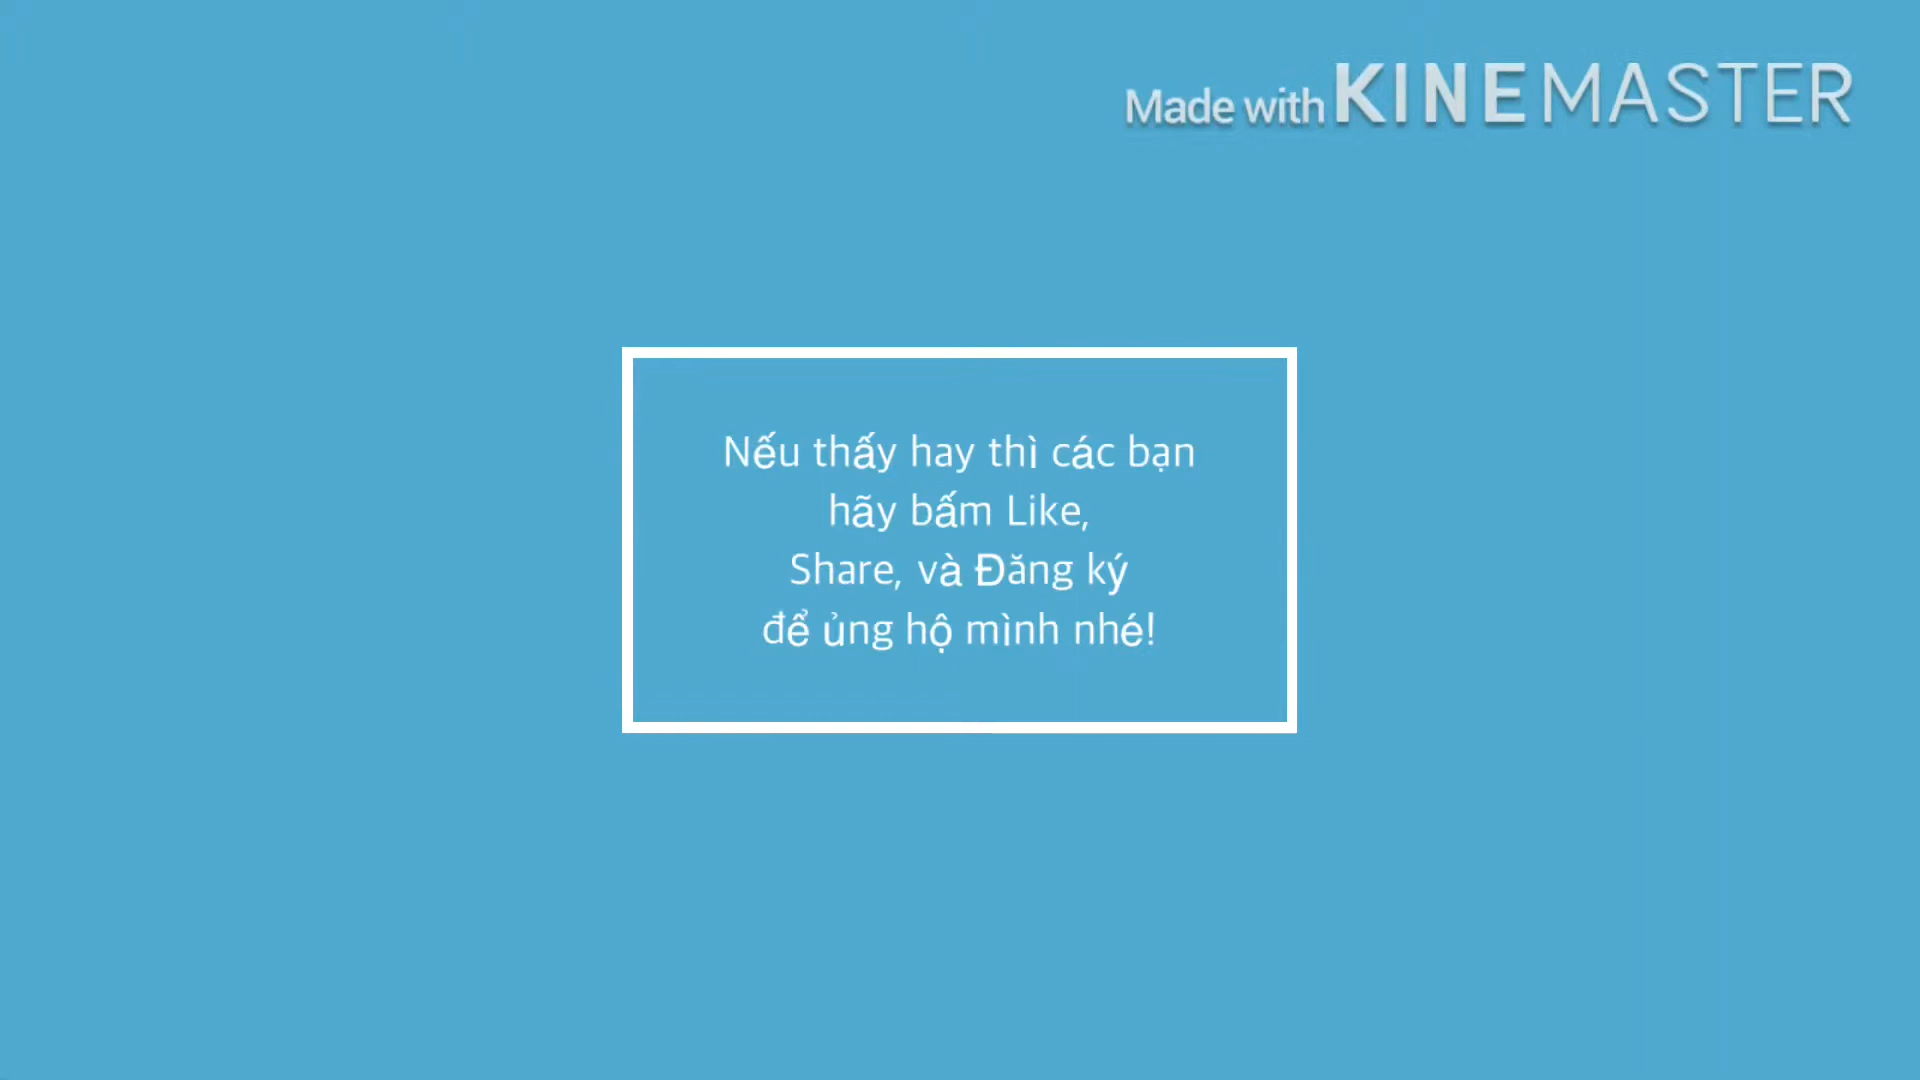 Made with KINEMASTER
Nếu thấy hay thì các bạn
hãy bấm Like,
Share, và Đăng ký
để ủng hộ mình nhé!